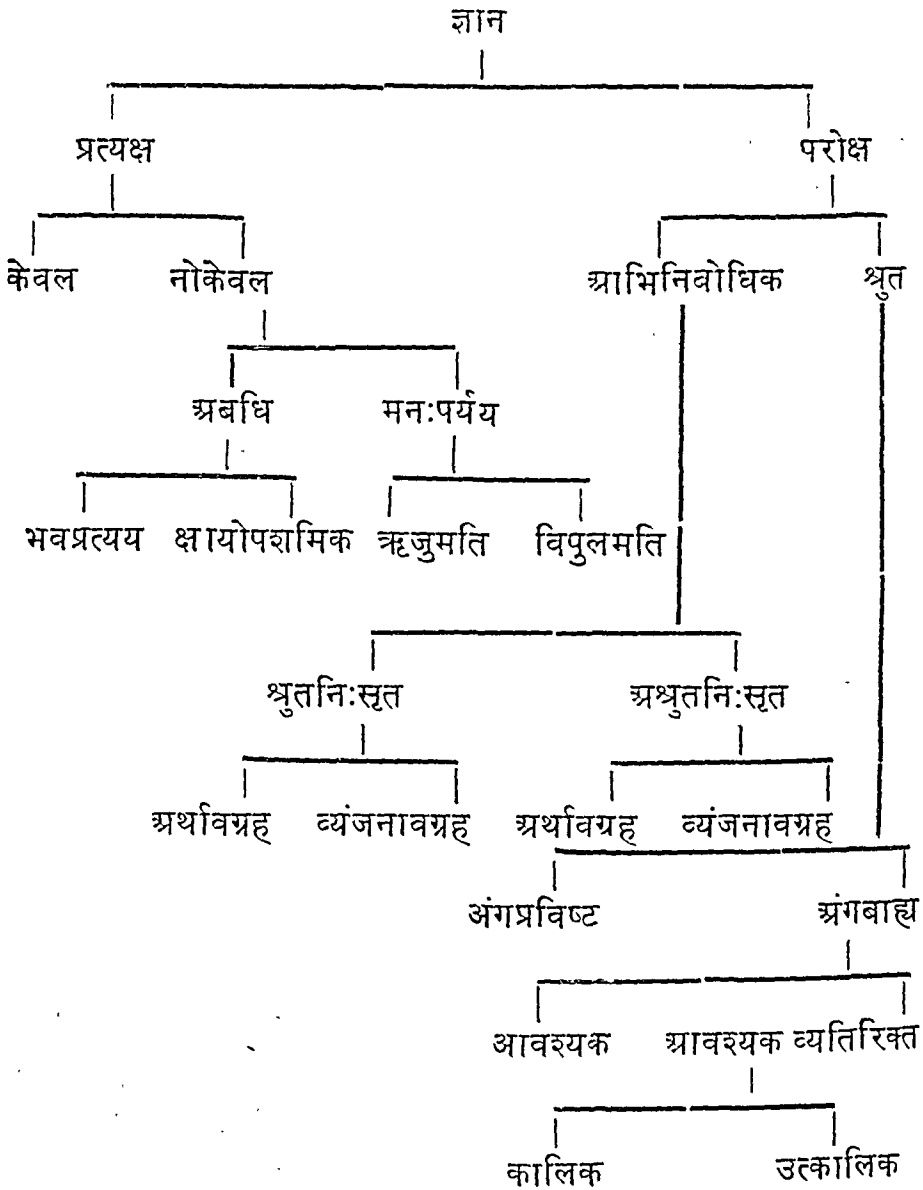 ज्ञान
प्रत्यक्ष परोक्ष
केवल नोकेवल आभिनिवोधिक श्रुत
अबधि मनःपर्यय
भवप्रत्यय क्षायोपशमिक ऋजुमति विपुलमति
श्रुतनिःसृत अश्रुतनिःसृत
अर्थावग्रह व्यंजनावग्रह अर्थावग्रह व्यंजनावग्रह
अंगप्रविष्ट अंगबाह्य
आवश्यक आवश्यक व्यतिरिक्त
कालिक उत्कालिक